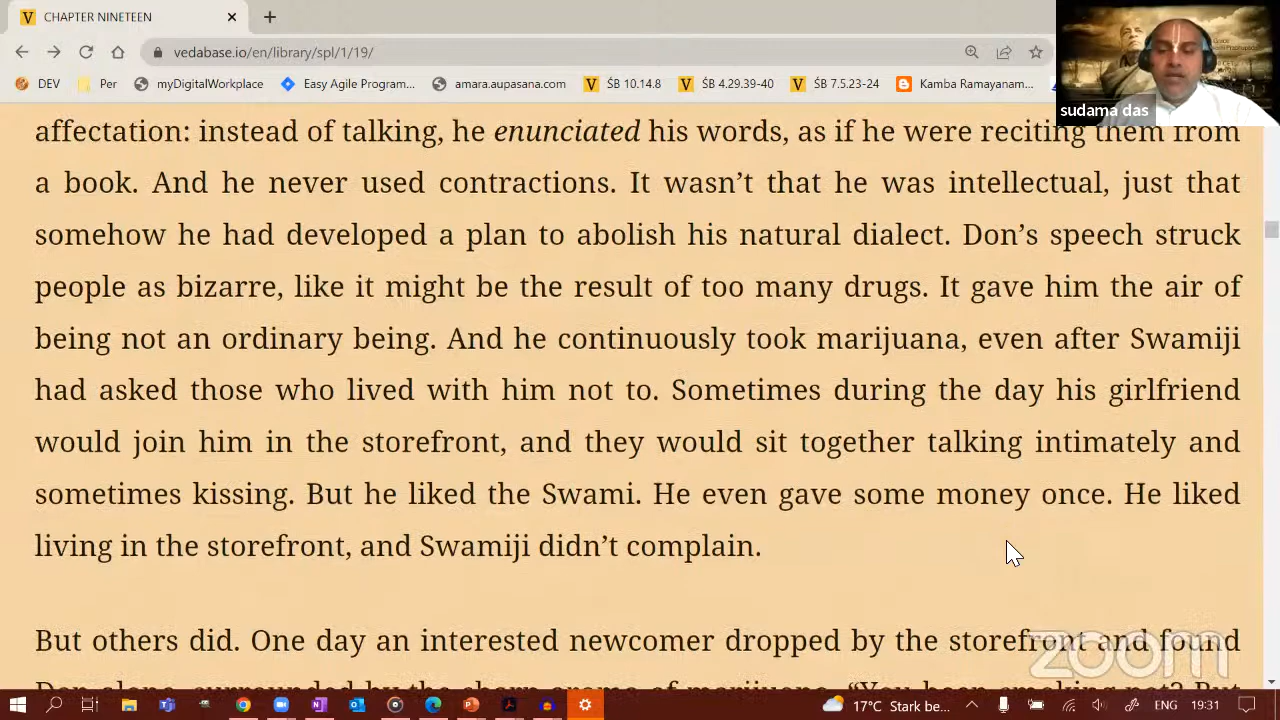 CHAPTER NINETEEN
vedabase.io/en/library/spl/1/19/
DEV
Per
myDigitalWorkplace
Easy Agile Program...
amara.aupasana.com
ŚB 10.14.8
ŚB 4.29.39-40
ŚB 7.5.23-24
Kamba Ramayanam...
sudama das
affectation: instead of talking, he enunciated his words, as if he were reciting them from
a book. And he never used contractions. It wasn’t that he was intellectual, just that
somehow he had developed a plan to abolish his natural dialect. Don’s speech struck
people as bizarre, like it might be the result of too many drugs. It gave him the air of
being not an ordinary being. And he continuously took marijuana, even after Swamiji
had asked those who lived with him not to. Sometimes during the day his girlfriend
would join him in the storefront, and they would sit together talking intimately and
sometimes kissing. But he liked the Swami. He even gave some money once. He liked
living in the storefront, and Swamiji didn’t complain.
But others did. One day an interested newcomer dropped by the storefront and found
zoom
17°C Stark be...
ENG
19:31